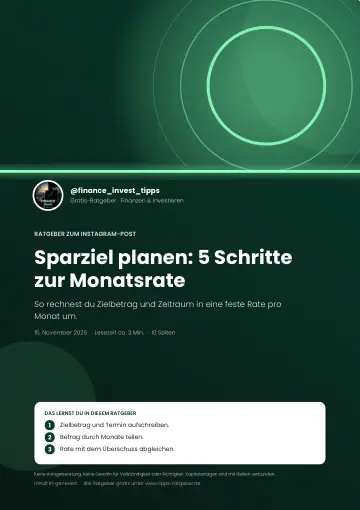 @finance_invest_tipps
Gratis-Ratgeber · Finanzen & Investieren
RATGEBER ZUM INSTAGRAM-POST
Sparziel planen: 5 Schritte
zur Monatsrate
So rechnest du Zielbetrag und Zeitraum in eine feste Rate pro
Monat um.
15. November 2025 · Lesezeit ca. 3 Min. · 10 Seiten
DAS LERNST DU IN DIESEM RATGEBER
1 Zielbetrag und Termin aufschreiben.
2 Betrag durch Monate teilen.
3 Rate mit dem Überschuss abgleichen.
Keine Anlageberatung. Keine Gewähr für Vollständigkeit oder Richtigkeit. Kapitalanlagen sind mit Risiken verbunden.
Inhalt KI-generiert · Alle Ratgeber gratis unter www.tipps-ratgeber.de